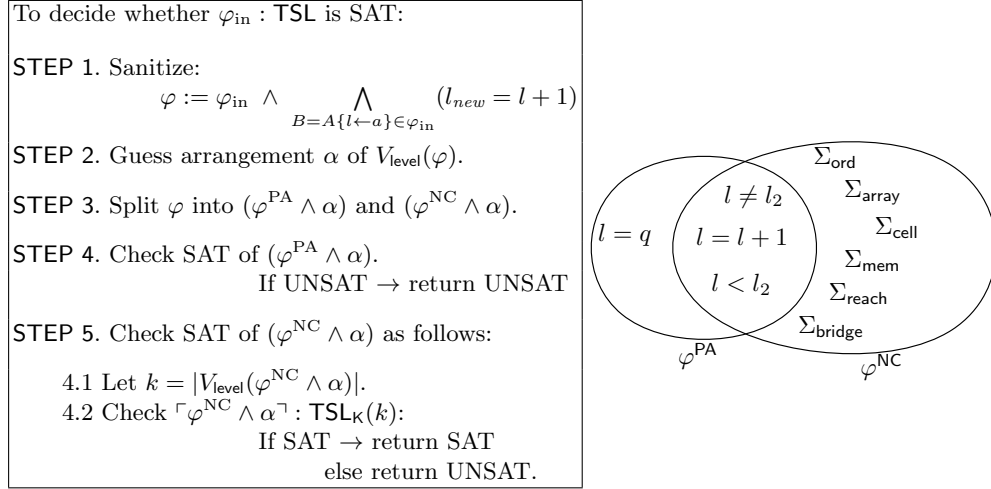 To decide whether φ_in : TSL is SAT:
STEP 1. Sanitize:
φ := φ_in ∧ ⋀_{B=A{l←a}∈φ_in} (l_new = l + 1)
STEP 2. Guess arrangement α of V_level(φ).
STEP 3. Split φ into (φ^PA ∧ α) and (φ^NC ∧ α).
STEP 4. Check SAT of (φ^PA ∧ α).
If UNSAT → return UNSAT
STEP 5. Check SAT of (φ^NC ∧ α) as follows:
4.1 Let k = |V_level(φ^NC ∧ α)|.
4.2 Check ⌜φ^NC ∧ α⌝ : TSL_K(k):
If SAT → return SAT
else return UNSAT.
l = q
l ≠ l_2
l = l + 1
l < l_2
Σ_ord
Σ_array
Σ_cell
Σ_mem
Σ_reach
Σ_bridge
φ^PA
φ^NC